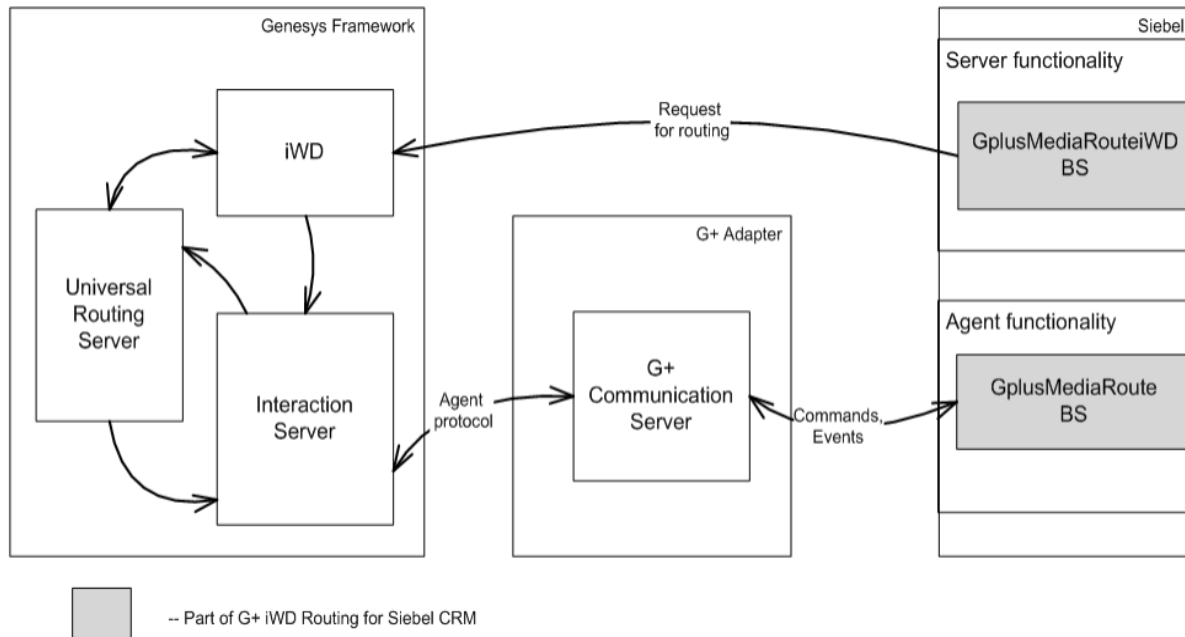 Genesys Framework
Siebel
Server functionality
iWD
Request
for routing
GplusMediaRouteiWD
BS
G+ Adapter
Universal
Routing
Server
Agent functionality
G+
Communication
Server
GplusMediaRoute
BS
Interaction
Server
Agent
protocol
Commands,
Events
-- Part of G+ iWD Routing for Siebel CRM